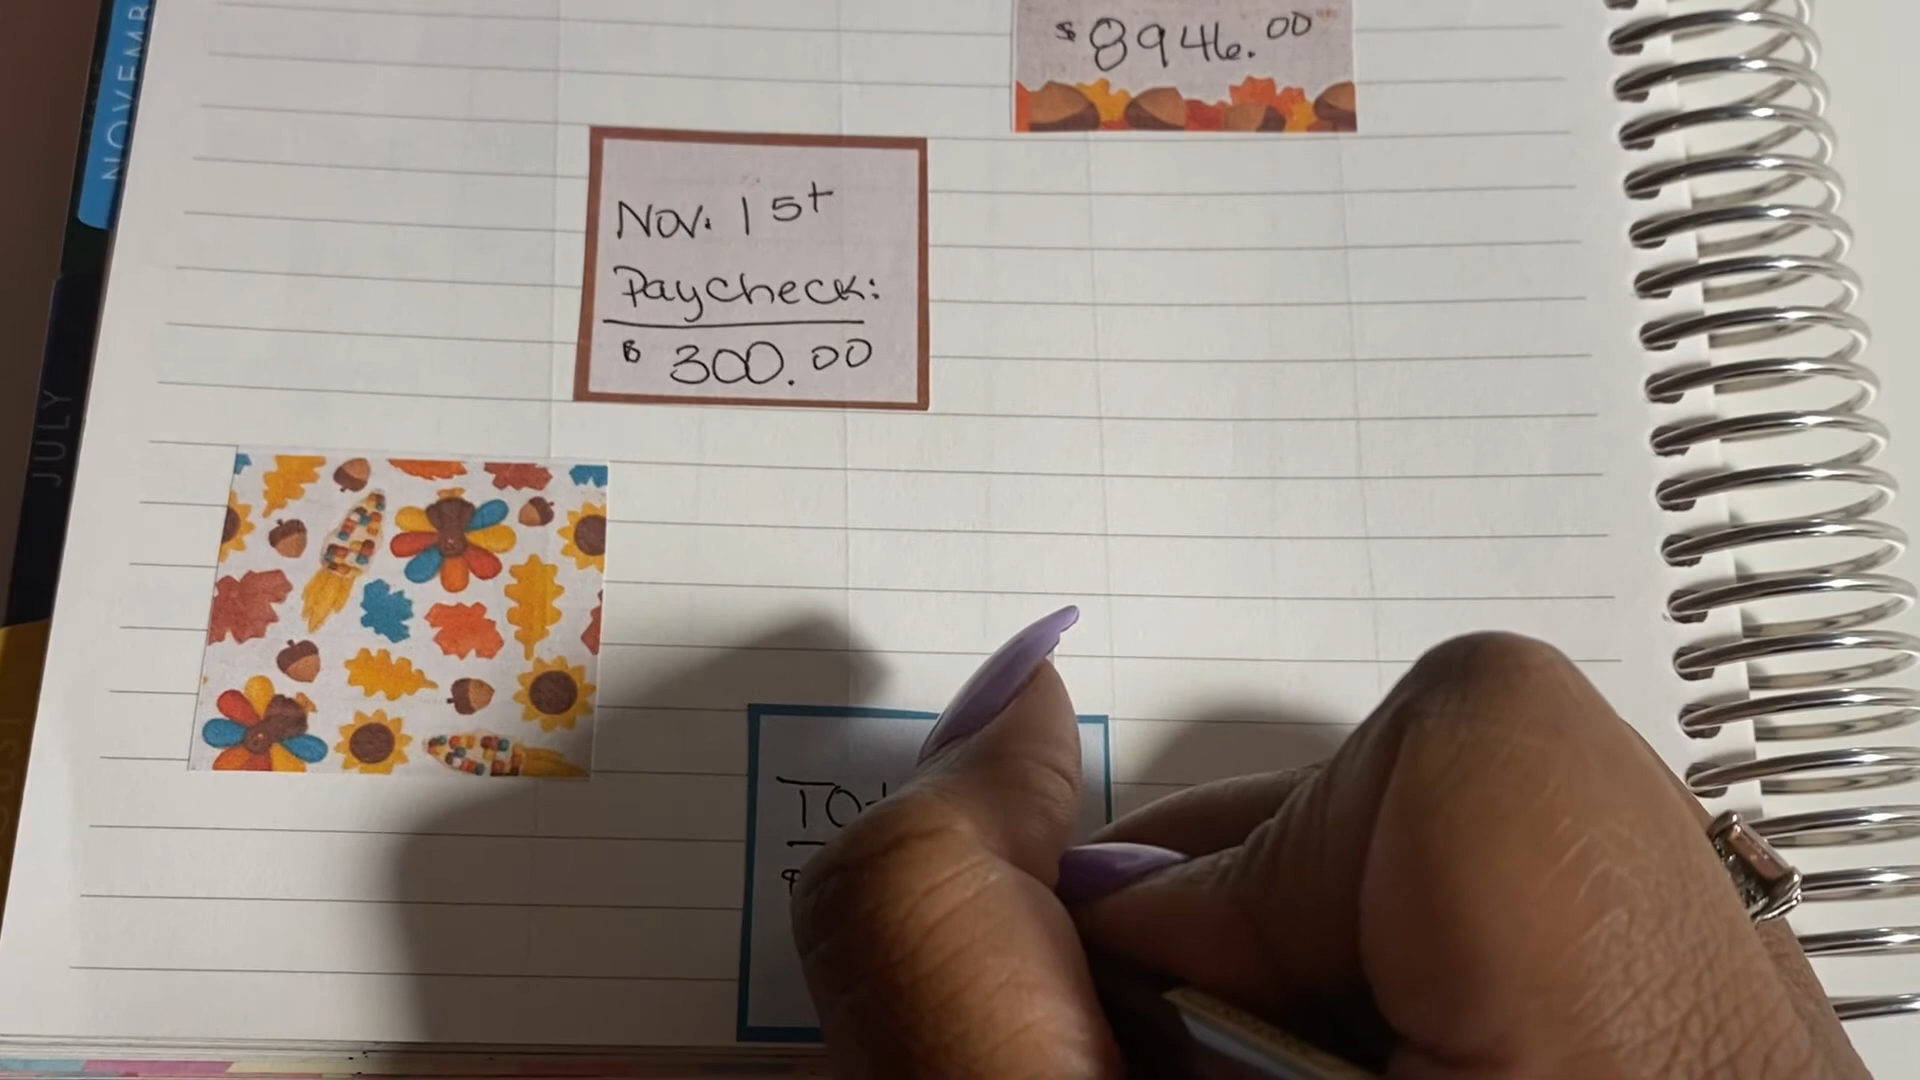 $8946.00
NOVEMB
Nov. 1st
Paycheck:
$ 300.00
JULY
$